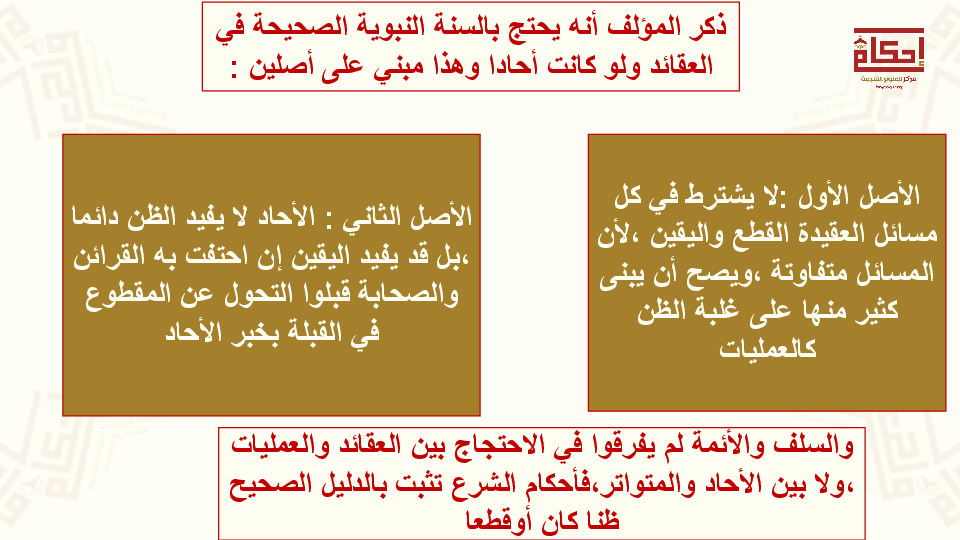 ذكر المؤلف أنه يحتج بالسنة النبوية الصحيحة في
العقائد ولو كانت أحادا وهذا مبني على أصلين :
إحكام
مركز للعلوم الشرعية
الأصل الأول :لا يشترط في كل
مسائل العقيدة القطع واليقين ،لأن
المسائل متفاوتة ،ويصح أن يبنى
كثير منها على غلبة الظن
كالعمليات
الأصل الثاني : الأحاد لا يفيد الظن دائما
،بل قد يفيد اليقين إن احتفت به القرائن
والصحابة قبلوا التحول عن المقطوع
في القبلة بخبر الأحاد
والسلف والأئمة لم يفرقوا في الاحتجاج بين العقائد والعمليات
،ولا بين الأحاد والمتواتر،فأحكام الشرع تثبت بالدليل الصحيح
ظنا كان أوقطعا